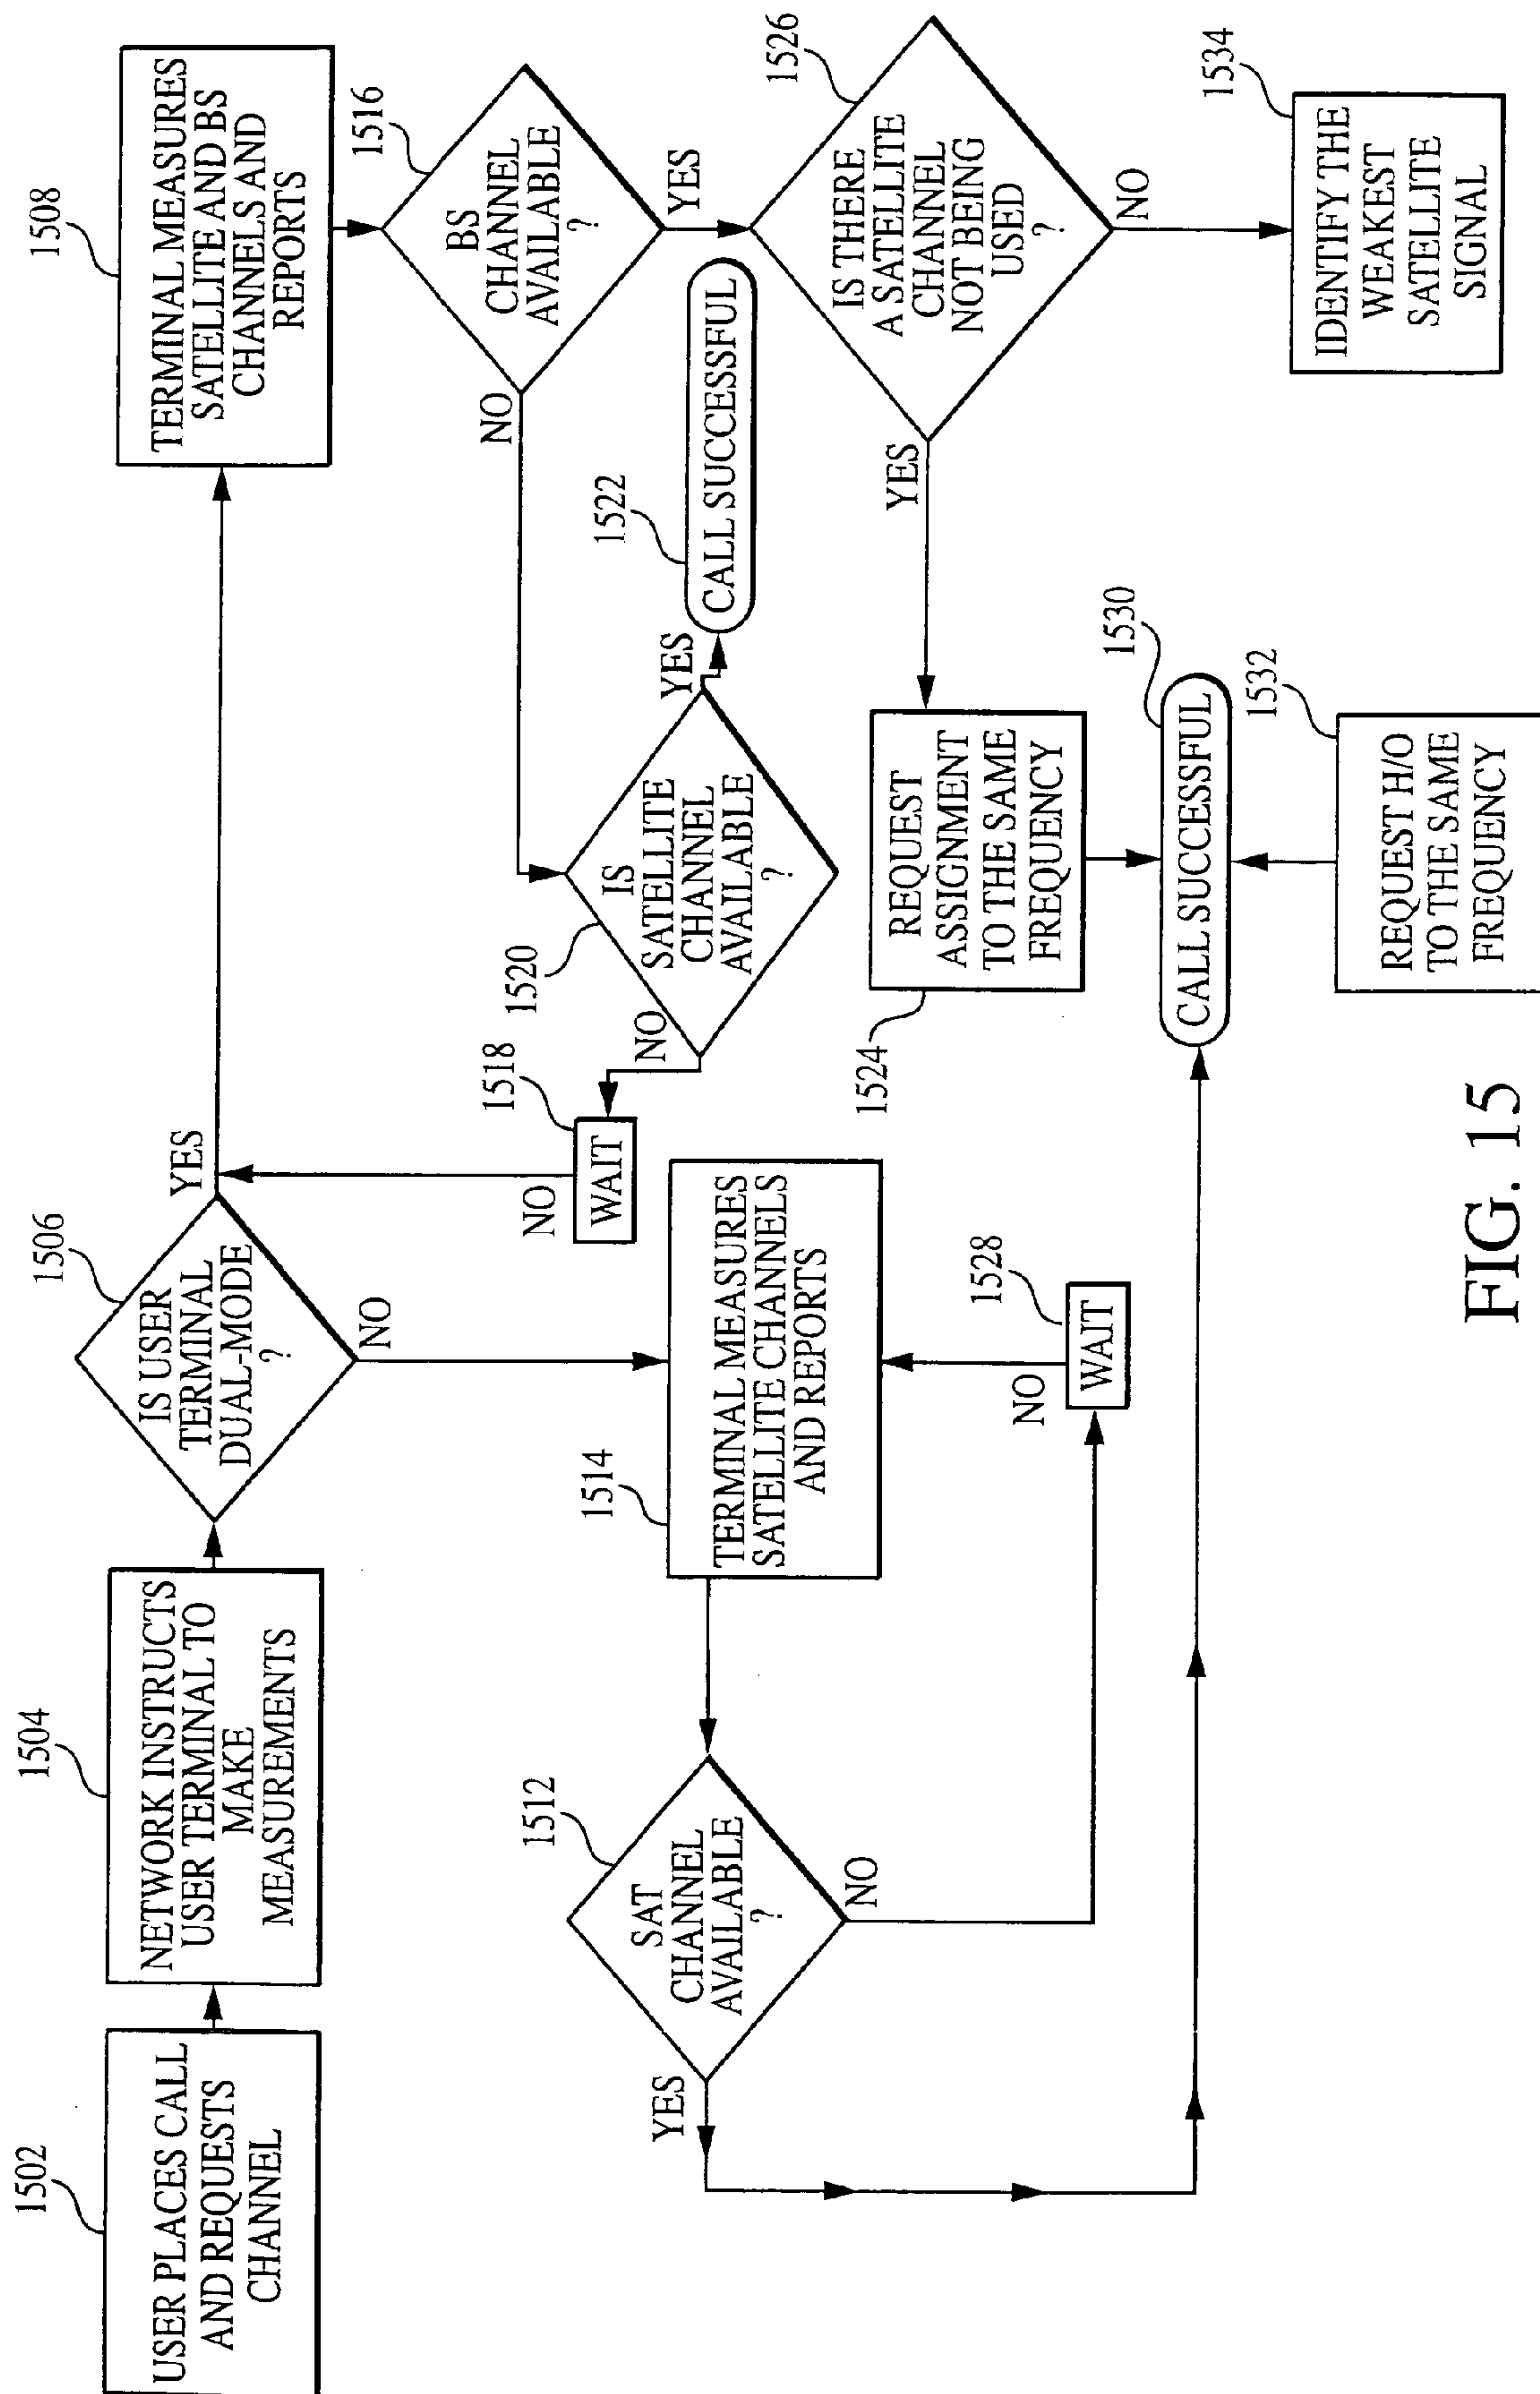 1502
USER PLACES CALL
AND REQUESTS
CHANNEL
1504
NETWORK INSTRUCTS
USER TERMINAL TO
MAKE
MEASUREMENTS
1506
IS USER
TERMINAL
DUAL-MODE
?
YES
NO
1508
TERMINAL MEASURES
SATELLITE AND BS
CHANNELS AND
REPORTS
1516
BS
CHANNEL
AVAILABLE
?
NO
YES
1518
WAIT
NO
1520
IS
SATELLITE
CHANNEL
AVAILABLE
?
NO
YES
1522
CALL SUCCESSFUL
1526
IS THERE
A SATELLITE
CHANNEL
NOT BEING
USED
?
YES
NO
1514
TERMINAL MEASURES
SATELLITE CHANNELS
AND REPORTS
1512
SAT
CHANNEL
AVAILABLE
?
YES
NO
1528
WAIT
NO
1524
REQUEST
ASSIGNMENT
TO THE SAME
FREQUENCY
1530
CALL SUCCESSFUL
1532
REQUEST H/O
TO THE SAME
FREQUENCY
1534
IDENTIFY THE
WEAKEST
SATELLITE
SIGNAL
FIG. 15